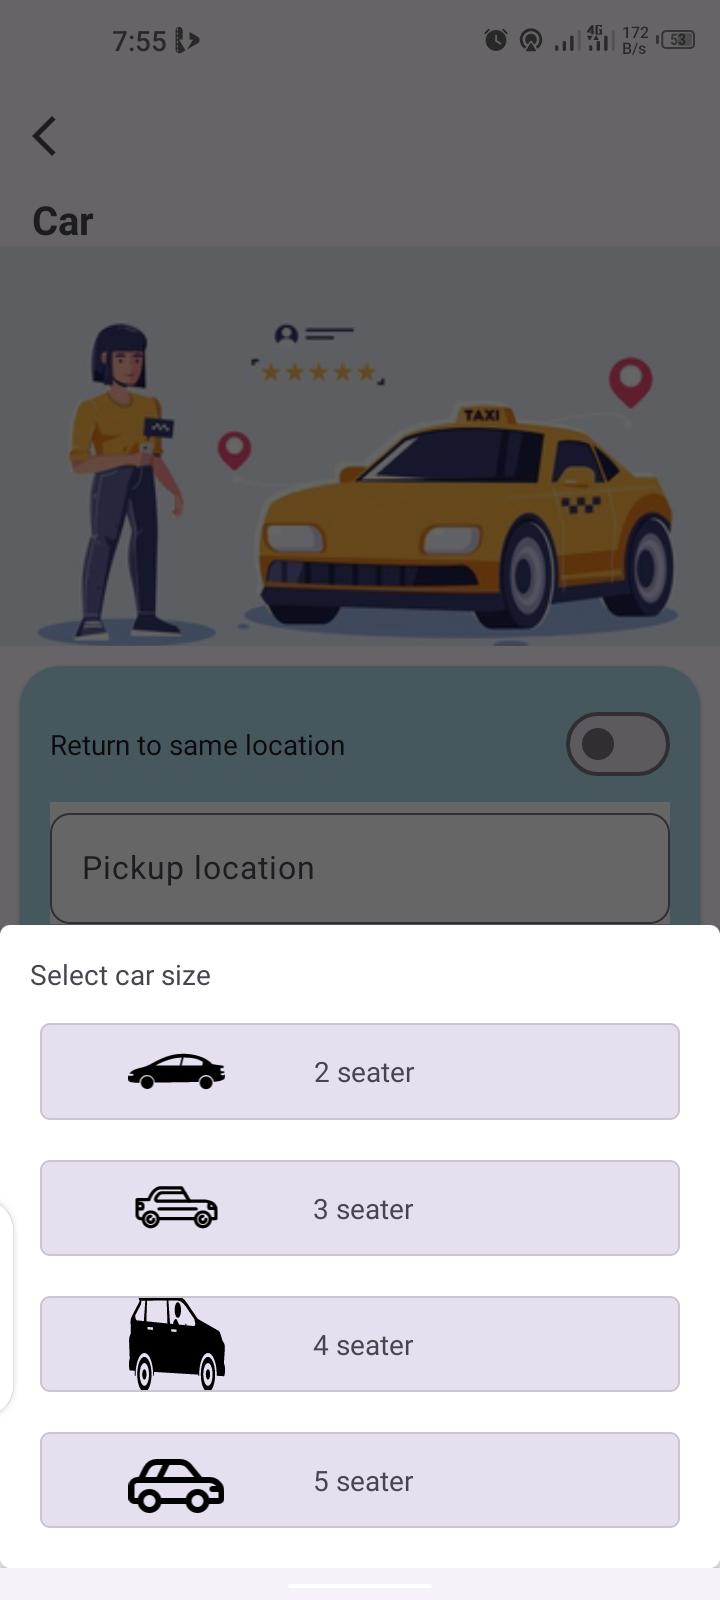 7:55
4G
172
B/s
53
Car
TAXI
Return to same location
Pickup location
Select car size
2 seater
3 seater
4 seater
5 seater